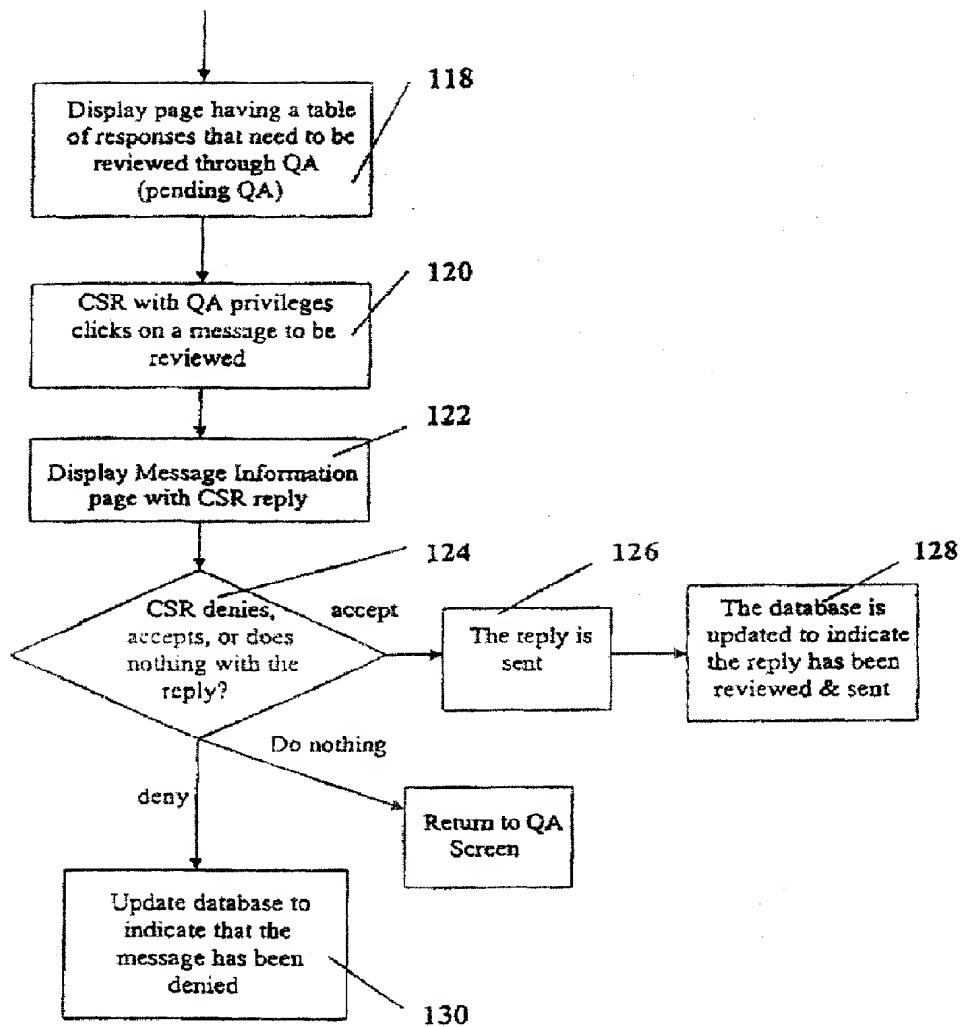 118
Display page having a table
of responses that need to be
reviewed through QA
(pending QA)
120
CSR with QA privileges
clicks on a message to be
reviewed
122
Display Message Information
page with CSR reply
124
CSR denies,
accepts, or does
nothing with the
reply?
accept
126
The reply is
sent
128
The database is
updated to indicate
the reply has been
reviewed & sent
Do nothing
Return to QA
Screen
deny
Update database to
indicate that the
message has been
denied
130